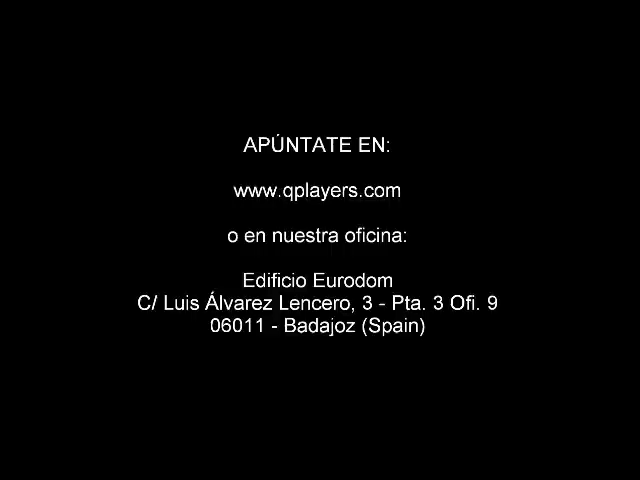 APÚNTATE EN:
www.qplayers.com
o en nuestra oficina:
Edificio Eurodom
C/ Luis Álvarez Lencero, 3 - Pta. 3 Ofi. 9
06011 - Badajoz (Spain)